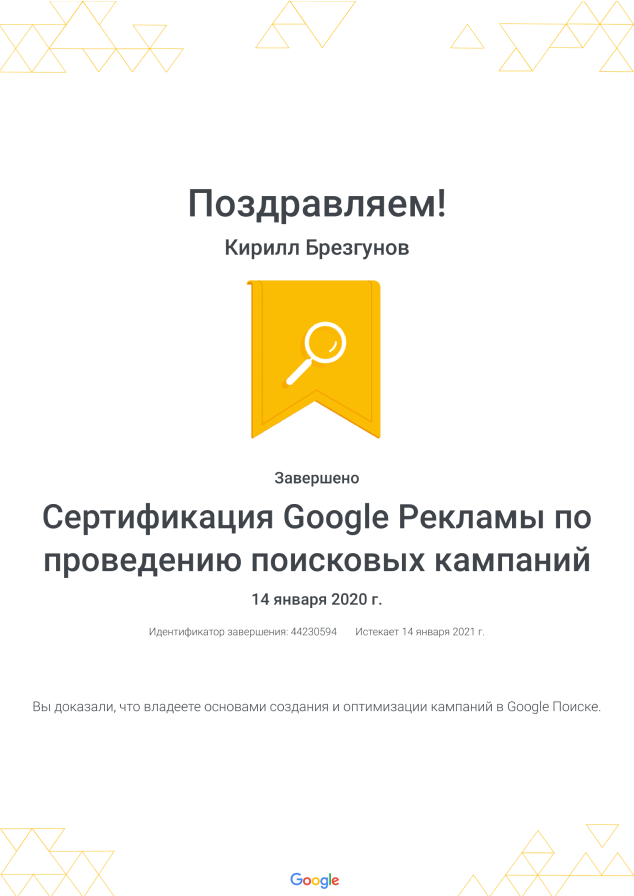 Поздравляем!
Кирилл Брезгунов
Завершено
Сертификация Google Рекламы по
проведению поисковых кампаний
14 января 2020 г.
Идентификатор завершения: 44230594 Истекает 14 января 2021 г.
Вы доказали, что владеете основами создания и оптимизации кампаний в Google Поиске.
Google